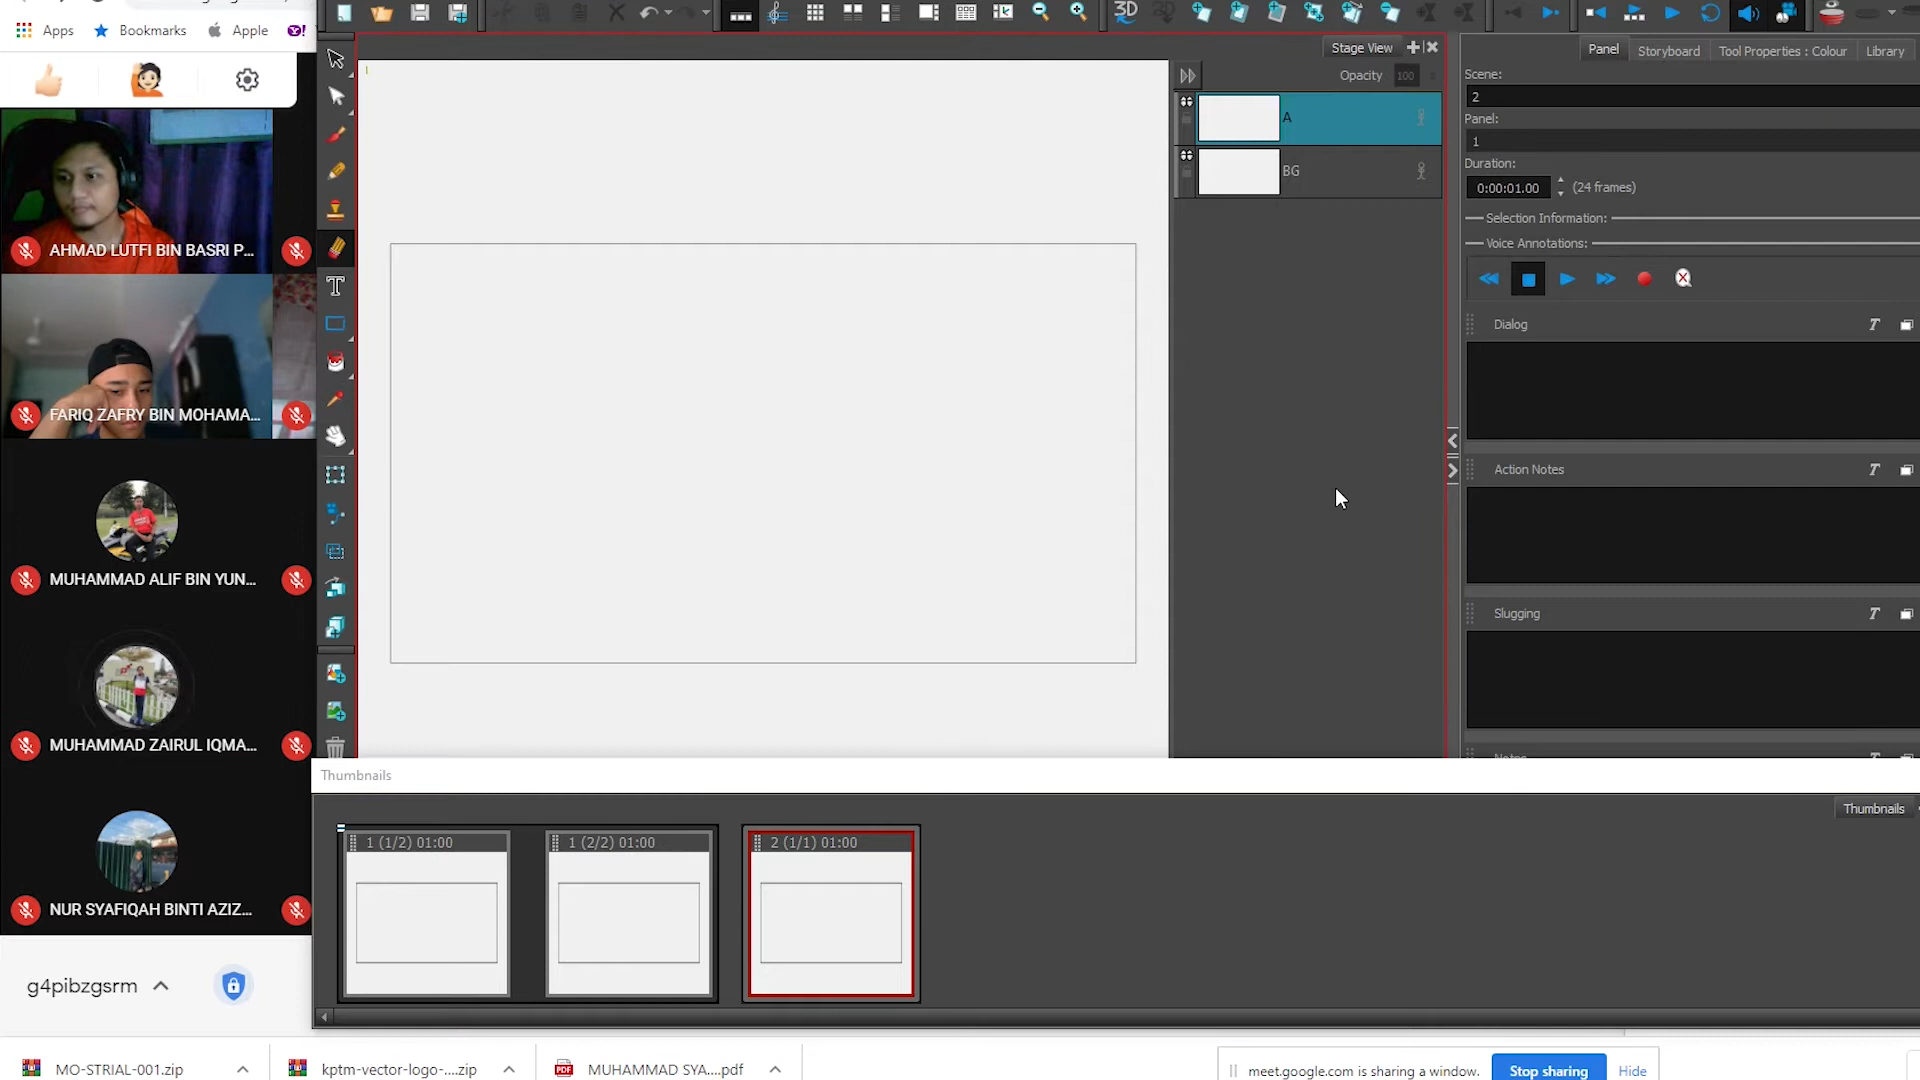 Apps
Bookmarks
Apple
3D
Stage View
Opacity
100
A
BG
Panel
Storyboard
Tool Properties : Colour
Library
Scene:
2
Panel:
1
Duration:
0:00:01.00
(24 frames)
Selection Information:
Voice Annotations:
Dialog
Action Notes
Slugging
AHMAD LUTFI BIN BASRI P...
FARIQ ZAFRY BIN MOHAMA...
MUHAMMAD ALIF BIN YUN...
MUHAMMAD ZAIRUL IQMA...
NUR SYAFIQAH BINTI AZIZ...
g4pibzgsrm
Thumbnails
Thumbnails
1 (1/2) 01:00
1 (2/2) 01:00
2 (1/1) 01:00
MO-STRIAL-001.zip
kptm-vector-logo-....zip
PDF
MUHAMMAD SYA....pdf
meet.google.com is sharing a window.
Stop sharing
Hide